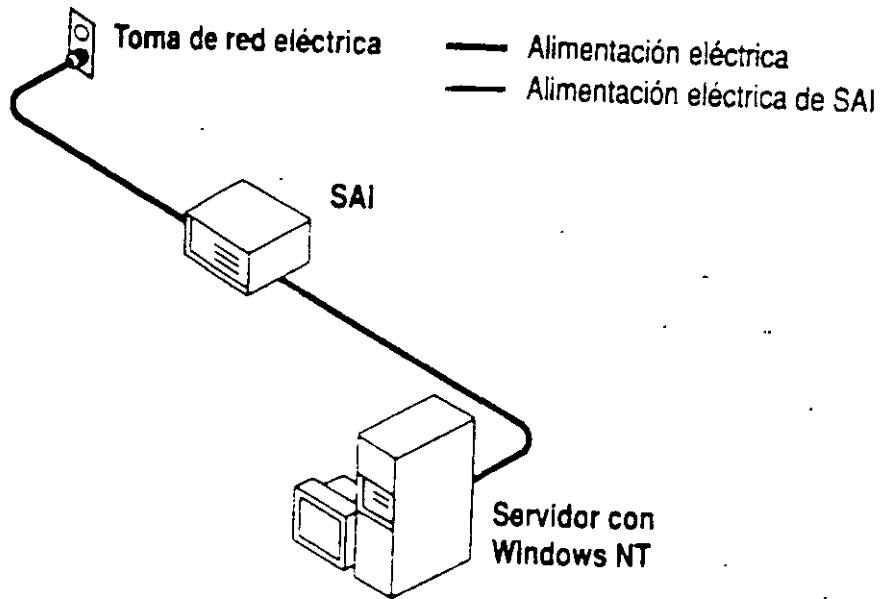 Toma de red eléctrica
Alimentación eléctrica
Alimentación eléctrica de SAI
SAI
Servidor con
Windows NT